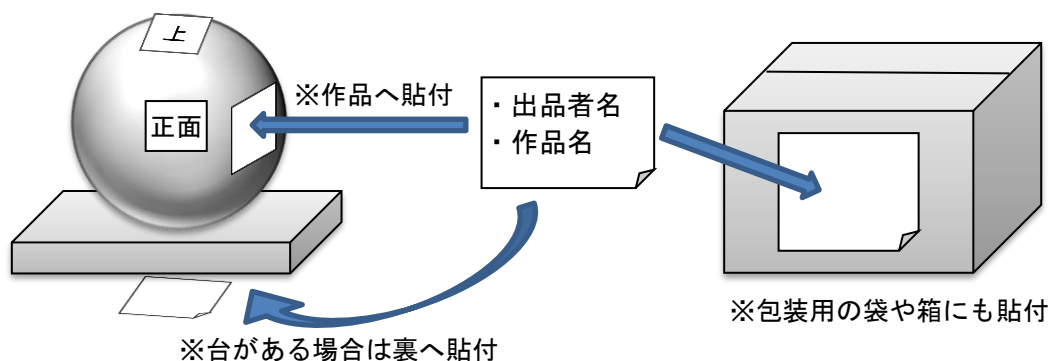 上
正面
※作品へ貼付
・出品者名
・作品名
※包装用の袋や箱にも貼付
※台がある場合は裏へ貼付